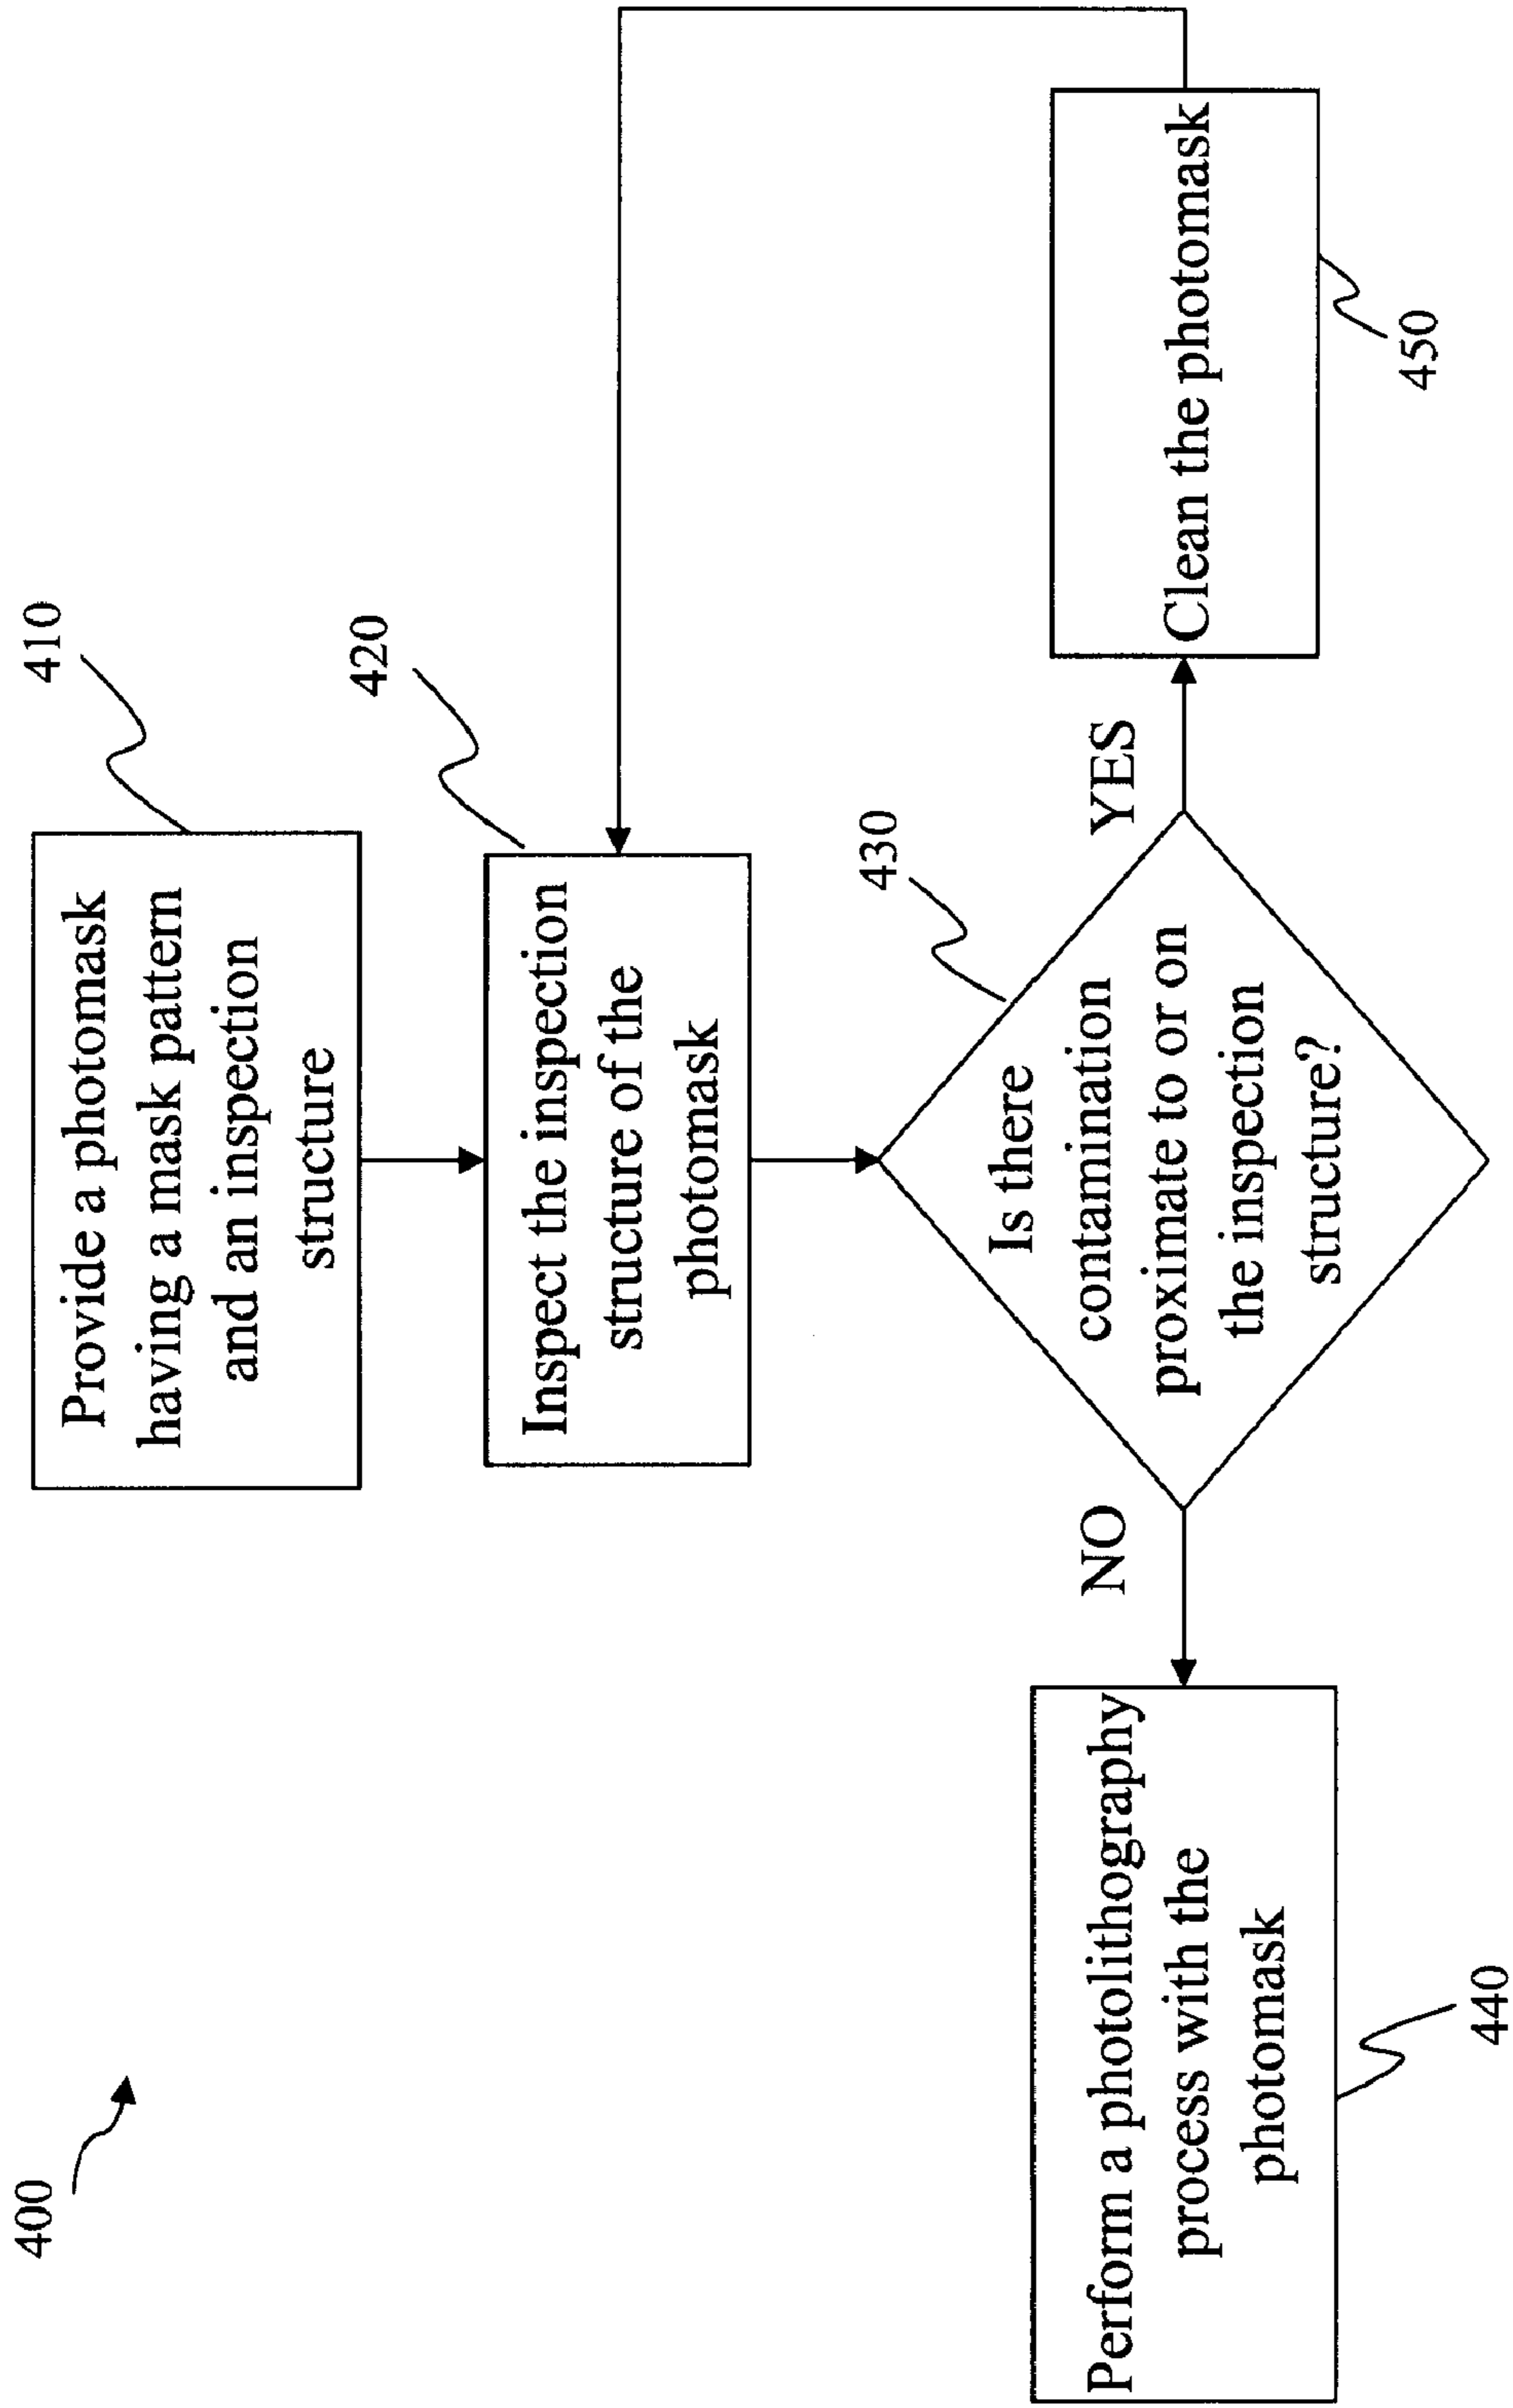 400
410
Provide a photomask
having a mask pattern
and an inspection
structure
420
Inspect the inspection
structure of the
photomask
430
Is there
contamination
proximate to or on
the inspection
structure?
NO
YES
Perform a photolithography
process with the
photomask
440
Clean the photomask
450